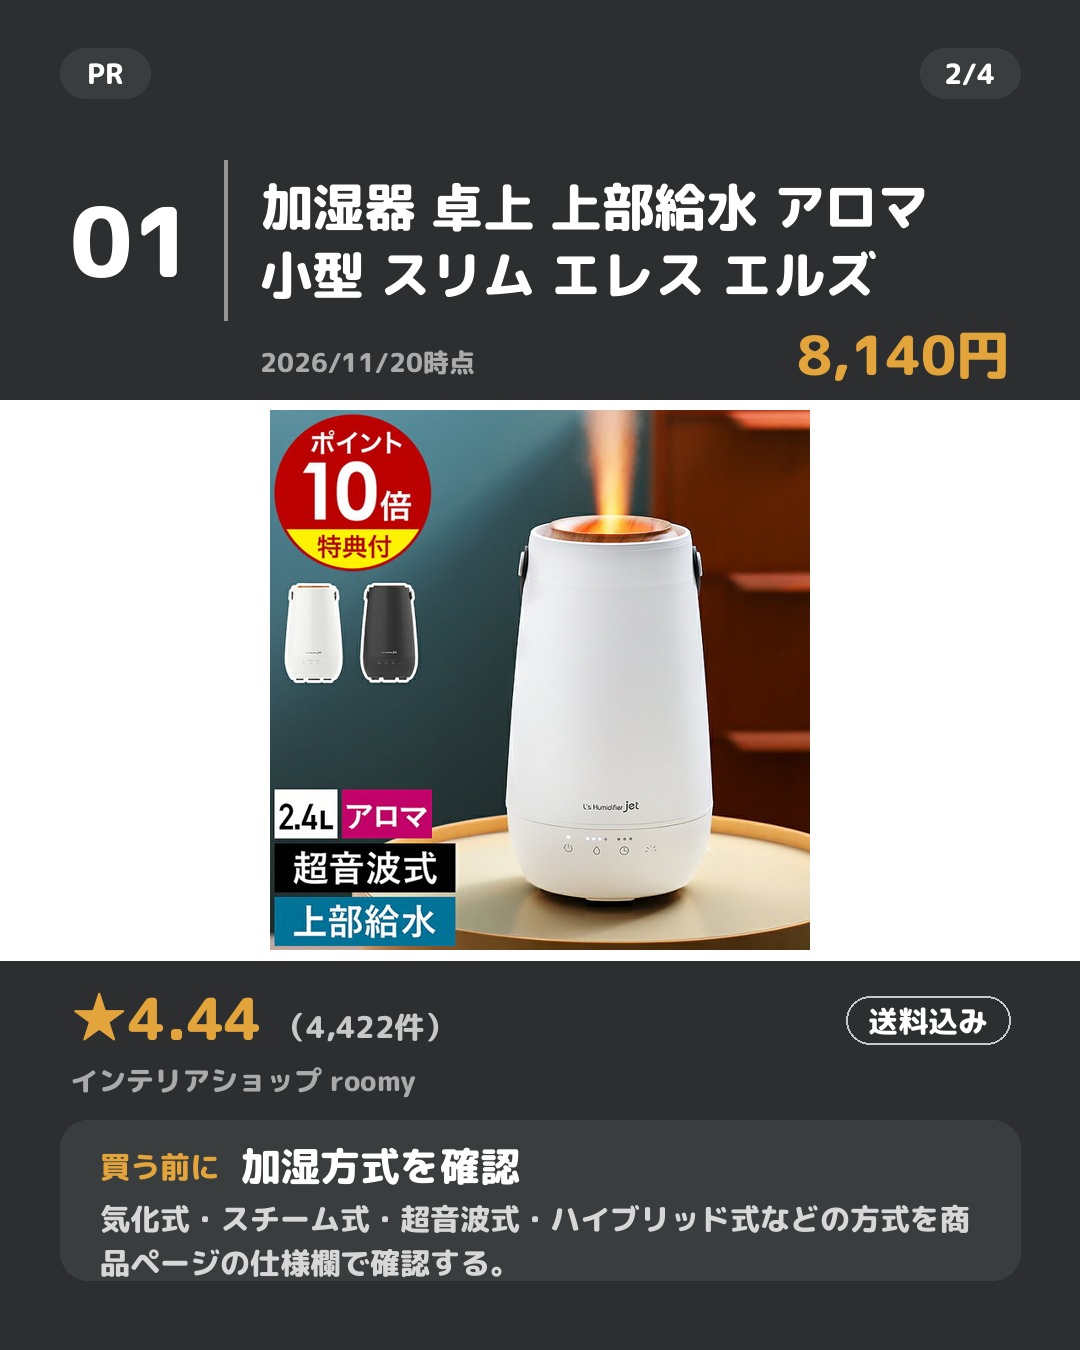 PR
2/4
01
加湿器 卓上 上部給水 アロマ
小型 スリム エレス エルズ
2026/11/20時点
8,140円
ポイント
10倍
特典付
2.4L アロマ
超音波式
上部給水
L's Humidifier jet
★4.44 (4,422件)
送料込み
インテリアショップ roomy
買う前に 加湿方式を確認
気化式・スチーム式・超音波式・ハイブリッド式などの方式を商
品ページの仕様欄で確認する。